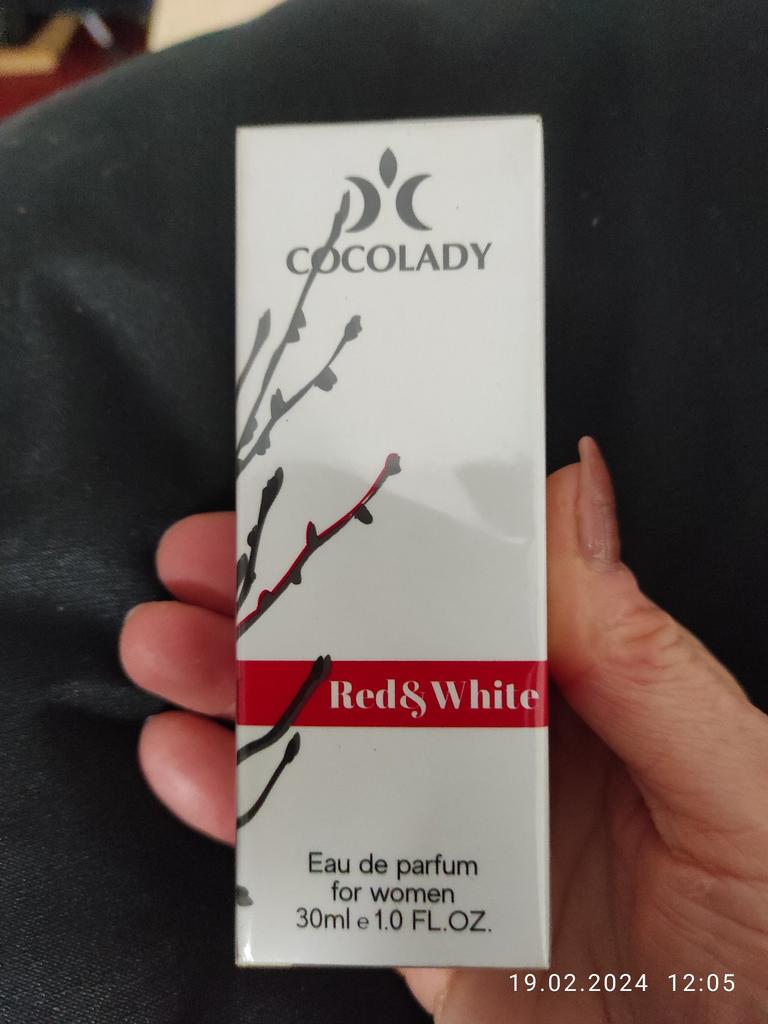 COCOLADY
Red&White
Eau de parfum
for women
30ml e 1.0 FL.OZ.
19.02.2024 12:05